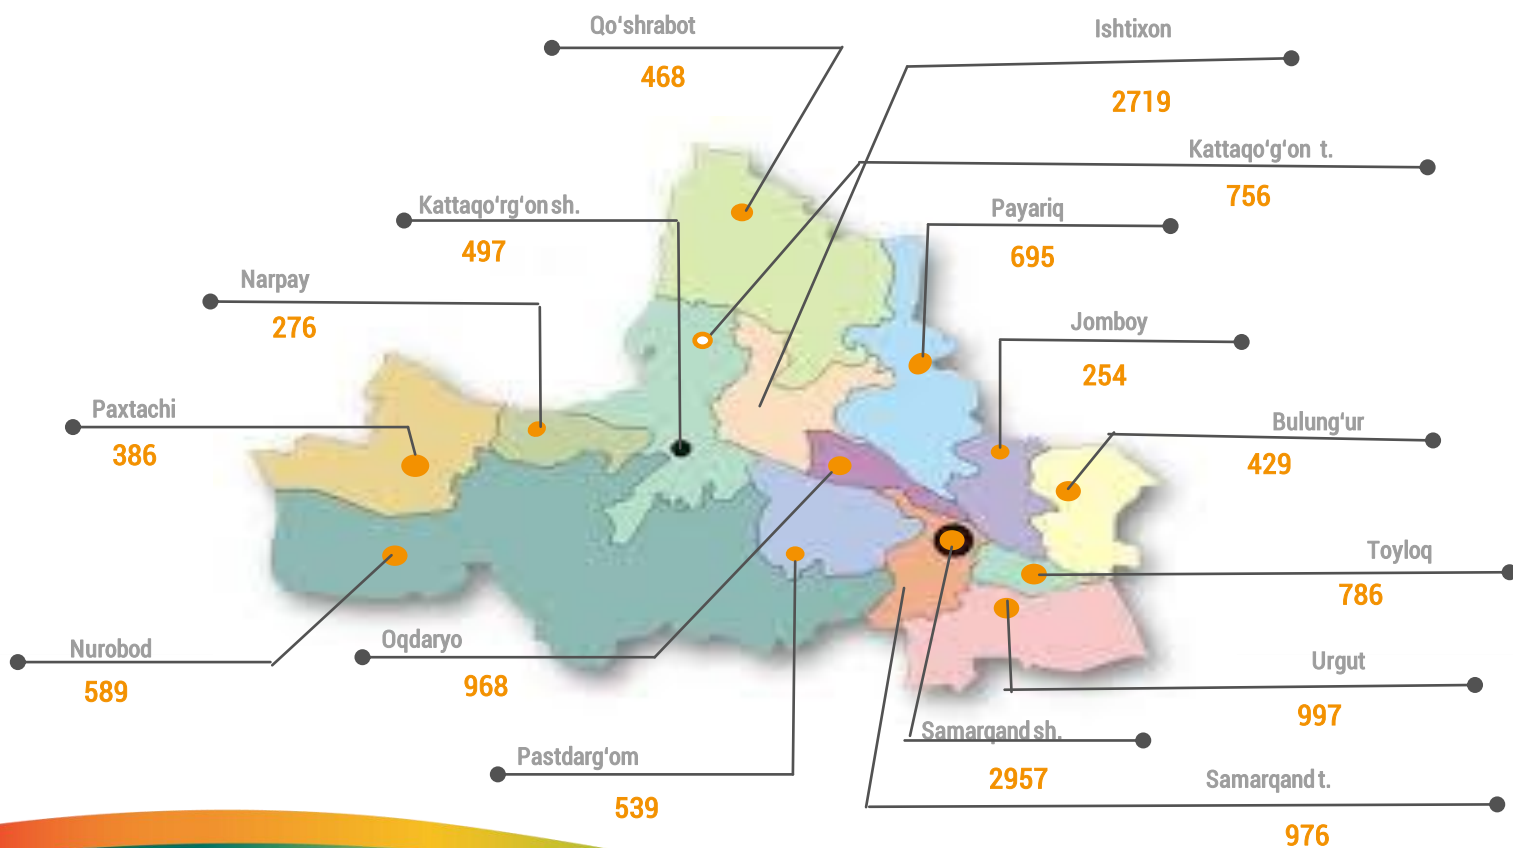 Qo‘shrabot
468
Ishtixon
2719
Kattaqo‘g‘on t.
756
Kattaqo‘rg‘on sh.
497
Payariq
695
Narpay
276
Jomboy
254
Paxtachi
386
Bulung‘ur
429
Toyloq
786
Nurobod
589
Oqdaryo
968
Urgut
997
Samarqand sh.
2957
Pastdarg‘om
539
Samarqand t.
976